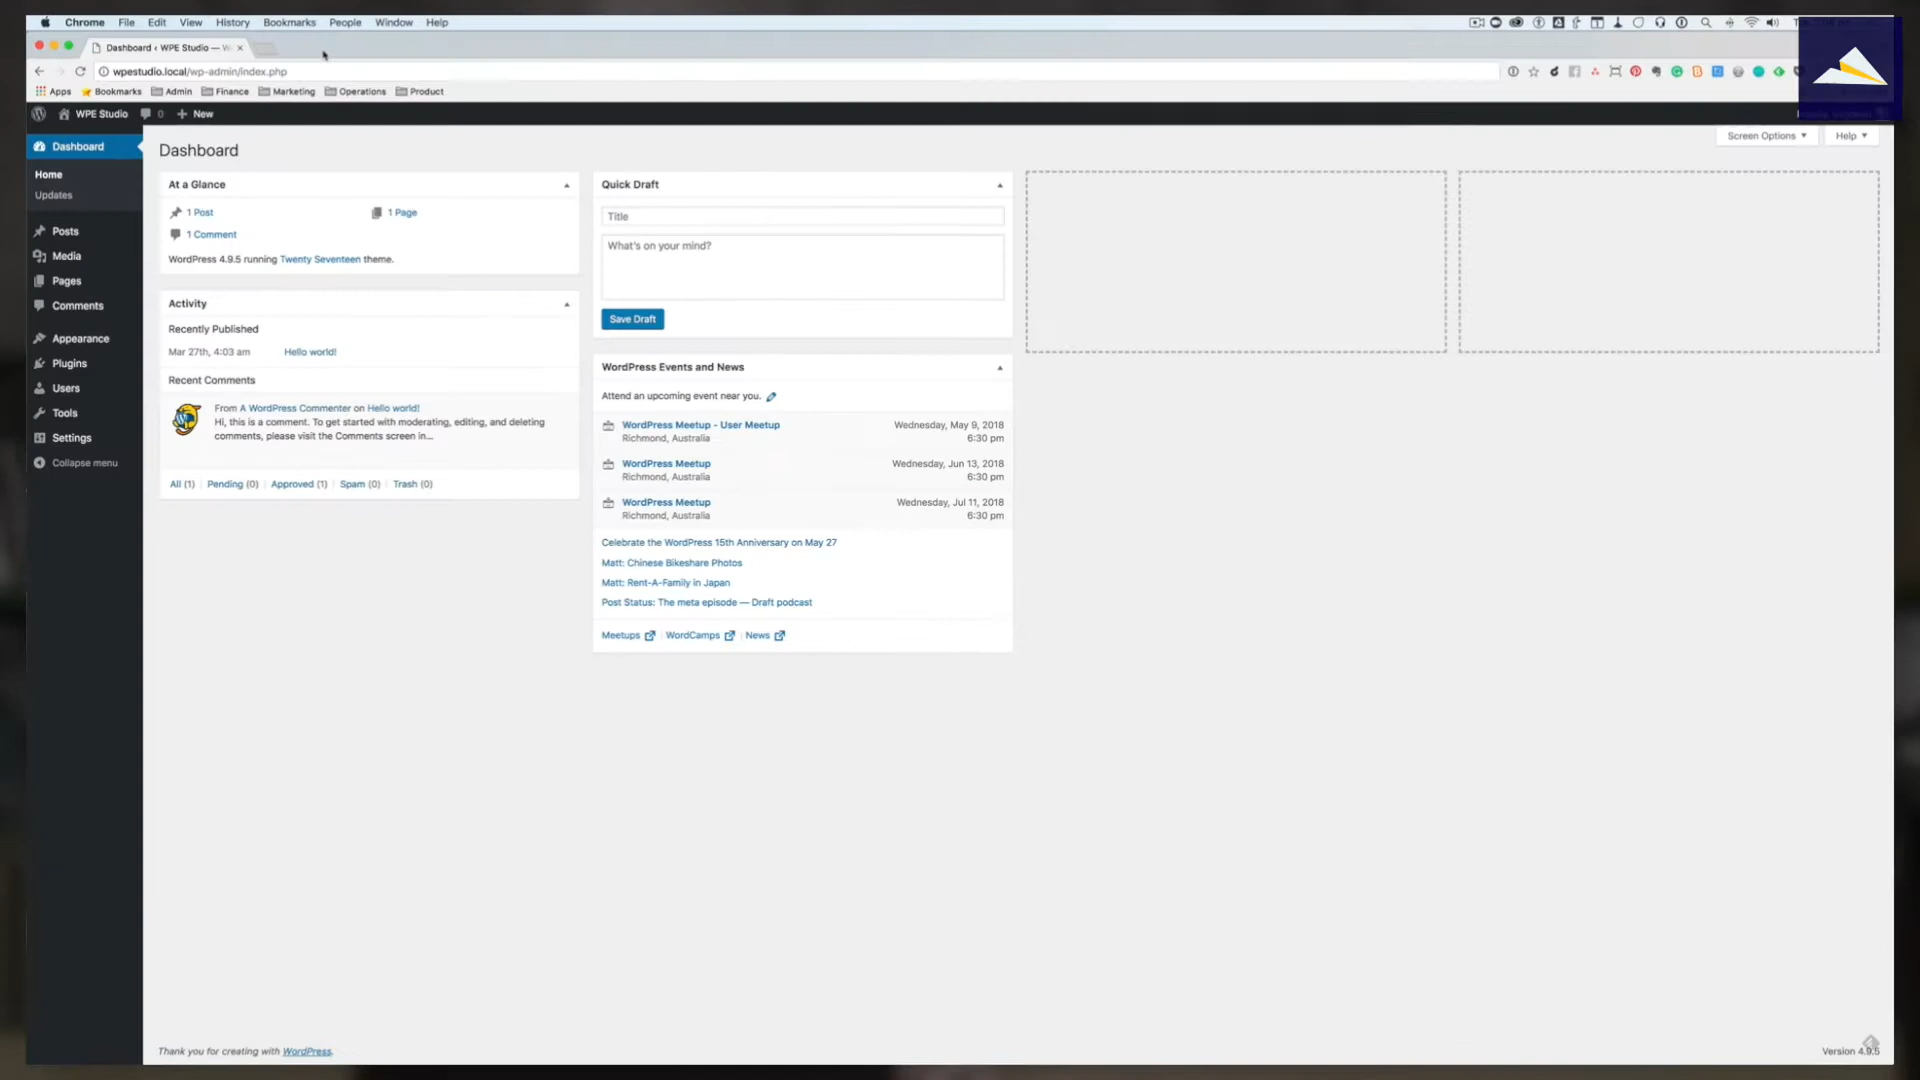 Chrome File Edit View History Bookmarks People Window Help
Dashboard ‹ WPE Studio —
wpestudio.local/wp-admin/index.php
Apps Bookmarks Admin Finance Marketing Operations Product
WPE Studio 0 + New
Screen Options Help
Dashboard
Home
Updates
Posts
Media
Pages
Comments
Appearance
Plugins
Users
Tools
Settings
Collapse menu
Dashboard
At a Glance
1 Post 1 Page
1 Comment
WordPress 4.9.5 running Twenty Seventeen theme.
Activity
Recently Published
Mar 27th, 4:03 am Hello world!
Recent Comments
From A WordPress Commenter on Hello world!
Hi, this is a comment. To get started with moderating, editing, and deleting
comments, please visit the Comments screen in...
All (1) | Pending (0) | Approved (1) | Spam (0) | Trash (0)
Quick Draft
Title
What's on your mind?
Save Draft
WordPress Events and News
Attend an upcoming event near you.
WordPress Meetup - User Meetup Wednesday, May 9, 2018
Richmond, Australia 6:30 pm
WordPress Meetup Wednesday, Jun 13, 2018
Richmond, Australia 6:30 pm
WordPress Meetup Wednesday, Jul 11, 2018
Richmond, Australia 6:30 pm
Celebrate the WordPress 15th Anniversary on May 27
Matt: Chinese Bikeshare Photos
Matt: Rent-A-Family in Japan
Post Status: The meta episode — Draft podcast
Meetups | WordCamps | News
Thank you for creating with WordPress.
Version 4.9.5